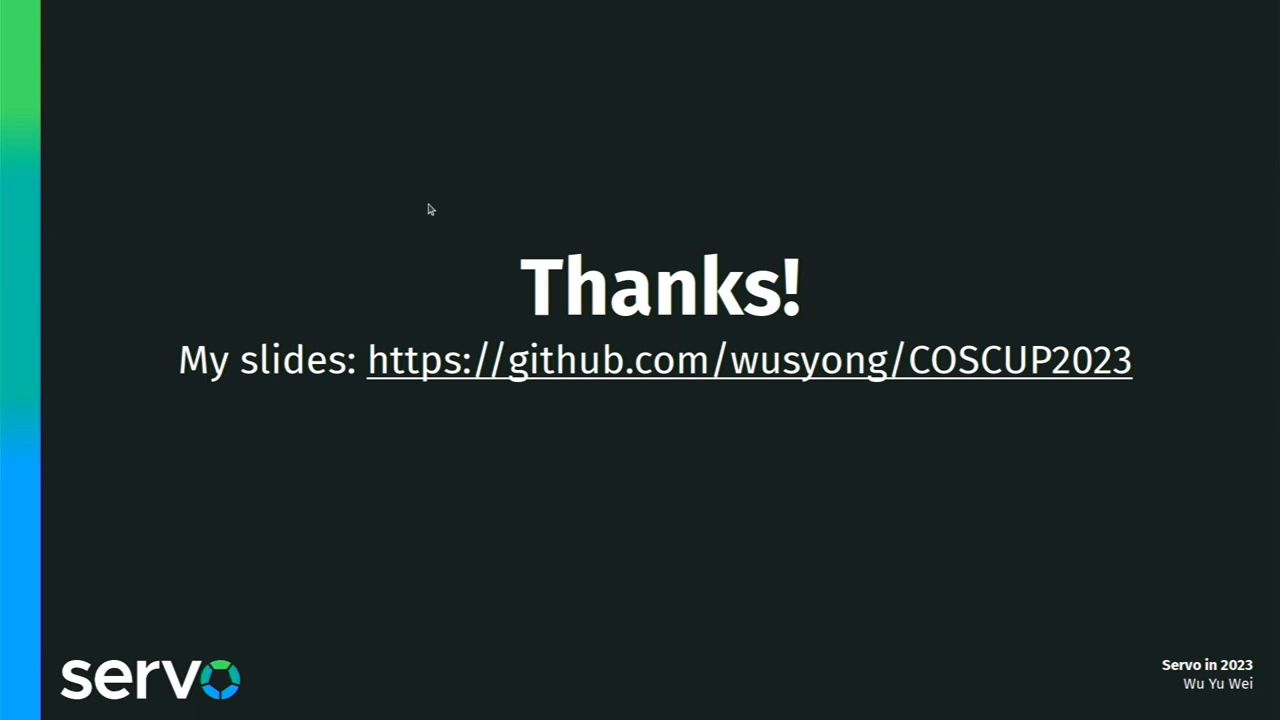 Thanks!
My slides: https://github.com/wusyong/COSCUP2023
servo
Servo in 2023
Wu Yu Wei